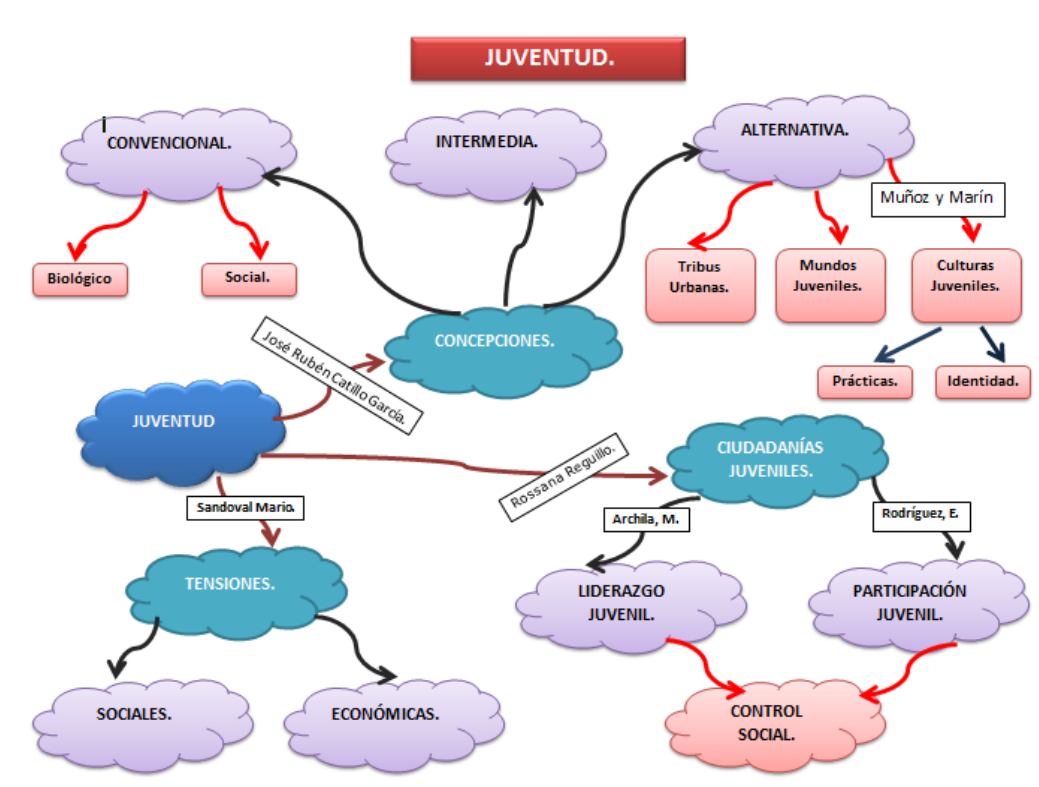 JUVENTUD.
i
CONVENCIONAL.
INTERMEDIA.
ALTERNATIVA.
Muñoz y Marín
Biológico
Social.
Tribus
Urbanas.
Mundos
Juveniles.
Culturas
Juveniles.
CONCEPCIONES.
José Rubén Catillo García.
Prácticas.
Identidad.
JUVENTUD
CIUDADANÍAS
JUVENILES.
Rossana Reguillo.
Sandoval Mario.
Archila, M.
Rodríguez, E.
TENSIONES.
LIDERAZGO
JUVENIL.
PARTICIPACIÓN
JUVENIL.
SOCIALES.
ECONÓMICAS.
CONTROL
SOCIAL.